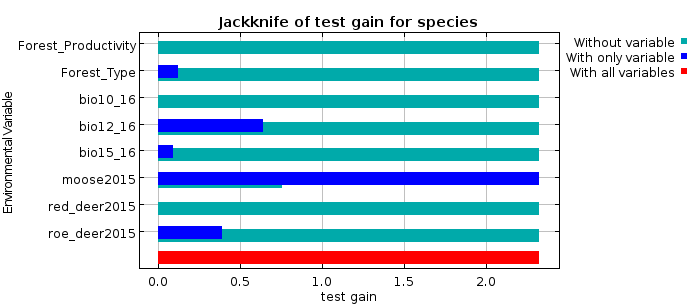 Jackknife of test gain for species
Environmental Variable
Forest_Productivity
Forest_Type
bio10_16
bio12_16
bio15_16
moose2015
red_deer2015
roe_deer2015
Without variable
With only variable
With all variables
0.0 0.5 1.0 1.5 2.0
test gain